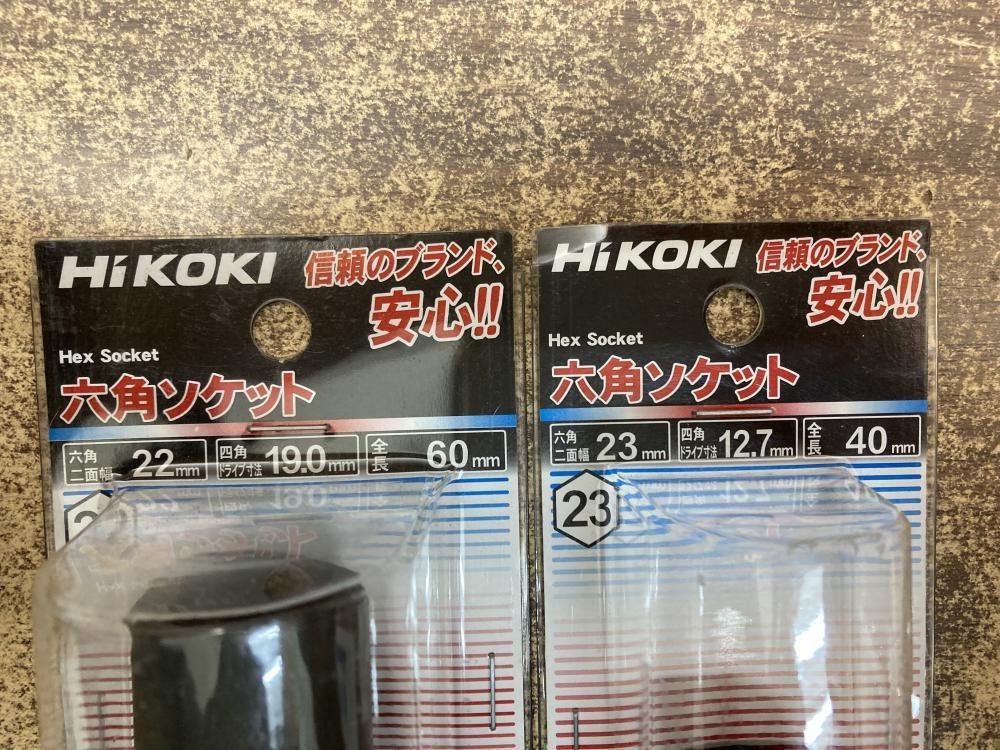 HiKOKI
信頼のブランド、
安心!!
Hex Socket
六角ソケット
六角二面幅 22mm 四角ドライブ寸法 19.0mm 全長 60mm
HiKOKI
信頼のブランド、
安心!!
Hex Socket
六角ソケット
六角二面幅 23mm 四角ドライブ寸法 12.7mm 全長 40mm
23